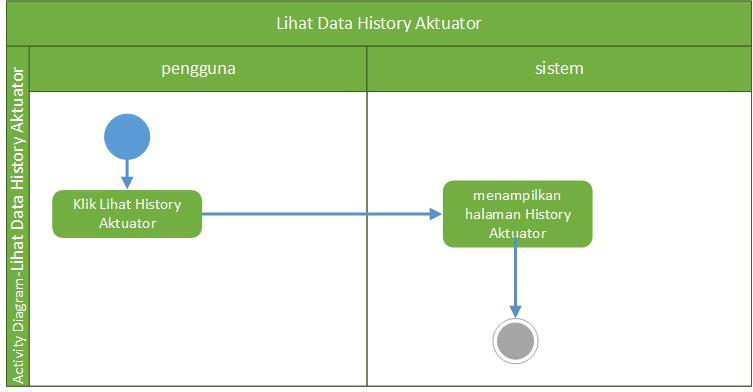 Lihat Data History Aktuator
pengguna
sistem
Activity Diagram-Lihat Data History Aktuator
Klik Lihat History
Aktuator
menampilkan
halaman History
Aktuator